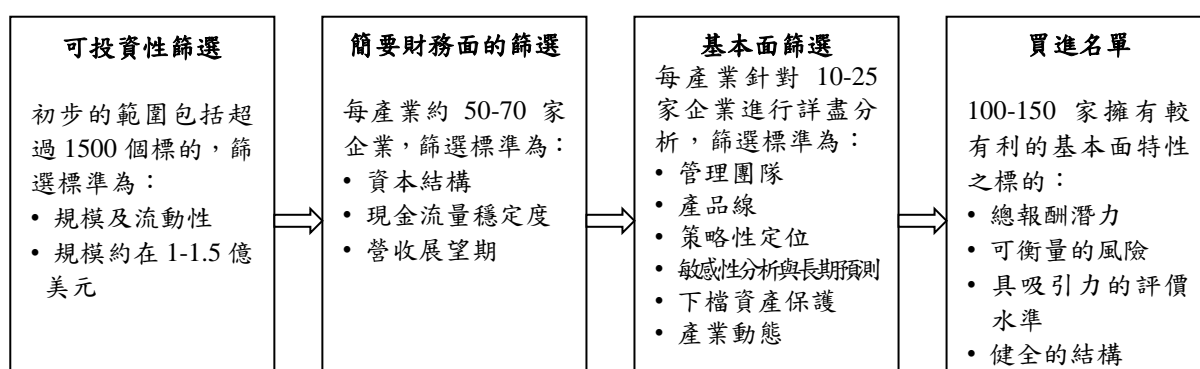 可投資性篩選
初步的範圍包括超
過 1500 個標的，篩
選標準為：
• 規模及流動性
• 規模約在 1-1.5 億
美元
簡要財務面的篩選
每產業約 50-70 家
企業，篩選標準為：
• 資本結構
• 現金流量穩定度
• 營收展望期
基本面篩選
每產業針對 10-25
家企業進行詳盡分
析，篩選標準為：
• 管理團隊
• 產品線
• 策略性定位
• 敏感性分析與長期預測
• 下檔資產保護
• 產業動態
買進名單
100-150 家擁有較
有利的基本面特性
之標的：
• 總報酬潛力
• 可衡量的風險
• 具吸引力的評價
水準
• 健全的結構